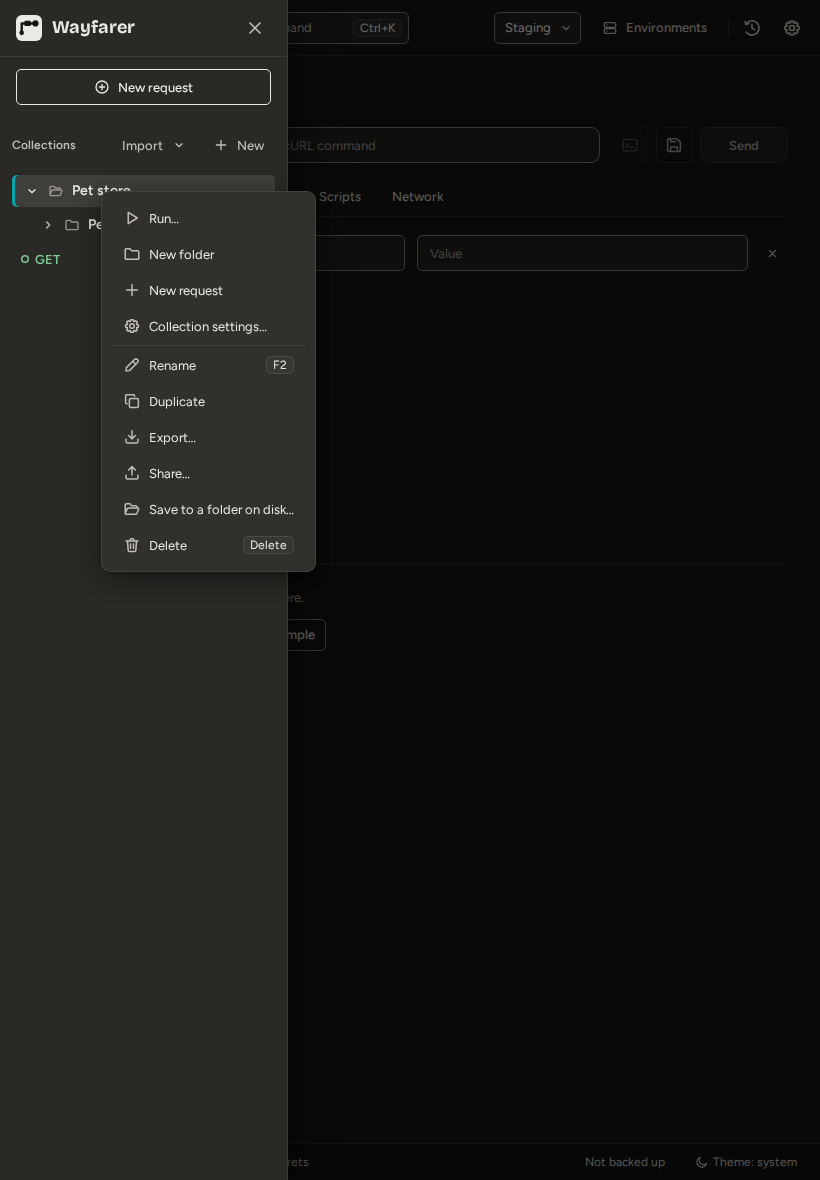 Wayfarer
Ctrl+K
Staging
Environments
New request
cURL command
Send
Collections
Import
New
Pet store
Scripts
Network
GET
Value
Run...
New folder
New request
Collection settings...
Rename
F2
Duplicate
Export...
Share...
Save to a folder on disk...
Delete
Delete
Not backed up
Theme: system